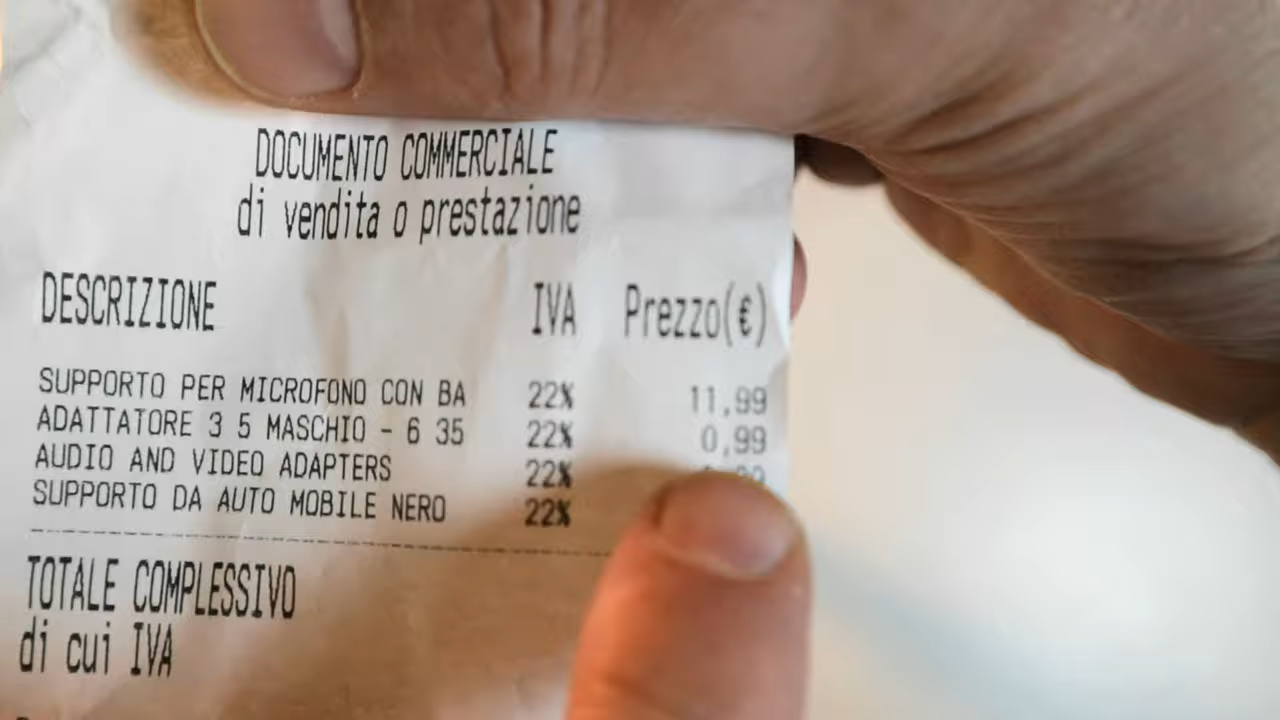 DOCUMENTO COMMERCIALE
di vendita o prestazione
DESCRIZIONE IVA Prezzo(€)
SUPPORTO PER MICROFONO CON BA 22% 11,99
ADATTATORE 3 5 MASCHIO - 6 35 22% 0,99
AUDIO AND VIDEO ADAPTERS 22%
SUPPORTO DA AUTO MOBILE NERO 22%
TOTALE COMPLESSIVO
di cui IVA